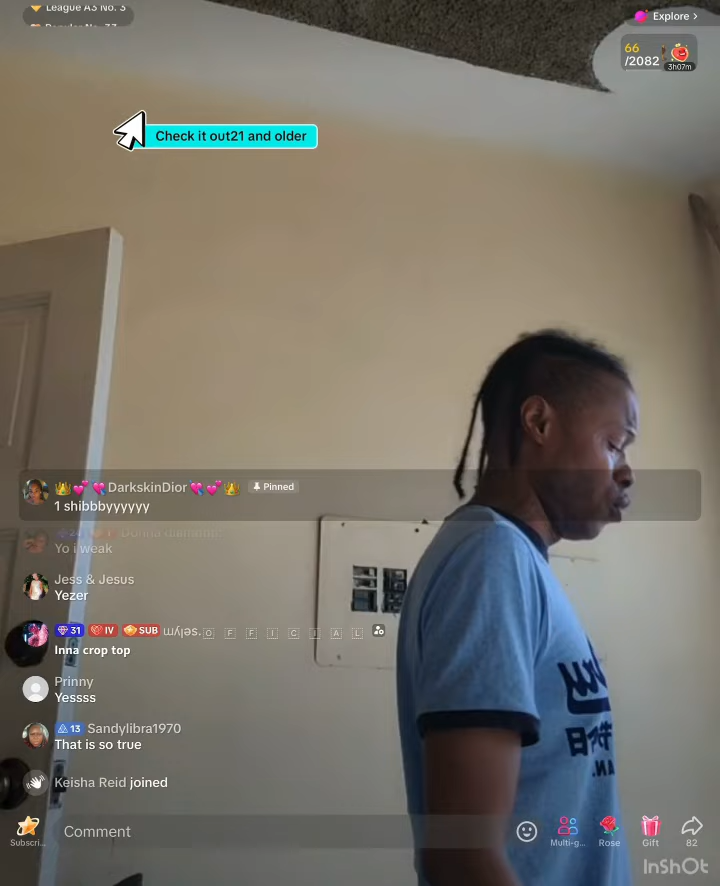 League A3 No. 3
Explore >
66
/2082
3h07m
Check it out21 and older
DarkskinDior
Pinned
1 shibbbyyyyyy
Yo i weak
Jess & Jesus
Yezer
31 IV SUB ɯʎlǝs. O F F I C I A L
Inna crop top
Prinny
Yessss
13 Sandylibra1970
That is so true
Keisha Reid joined
Subscri...
Comment
Multi-g...
Rose
Gift
82
InShOt